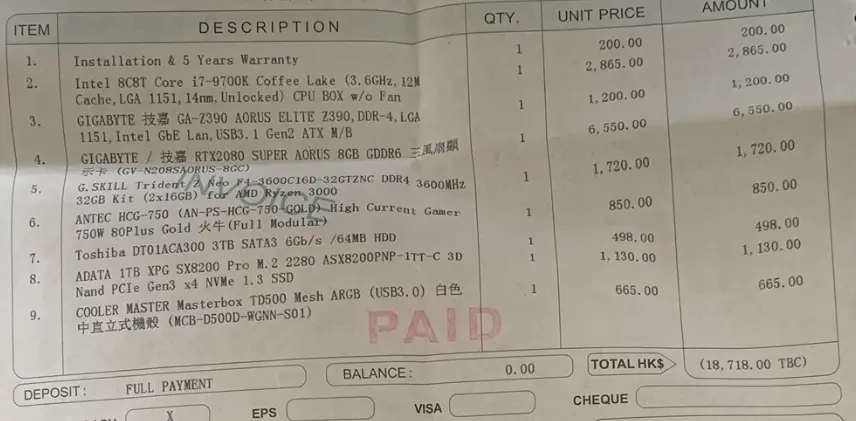 ITEM DESCRIPTION QTY. UNIT PRICE AMOUNT
1. Installation & 5 Years Warranty 1 200.00 200.00
2. Intel 8C8T Core i7-9700K Coffee Lake (3.6GHz, 12M 1 2,865.00 2,865.00
Cache, LGA 1151, 14nm, Unlocked) CPU BOX w/o Fan
3. GIGABYTE 技嘉 GA-Z390 AORUS ELITE Z390, DDR-4, LGA 1 1,200.00 1,200.00
1151, Intel GbE Lan, USB3.1 Gen2 ATX M/B
4. GIGABYTE / 技嘉 RTX2080 SUPER AORUS 8GB GDDR6 三風扇顯 1 6,550.00 6,550.00
示卡 (GV-N208SAORUS-8GC)
5. G.SKILL Trident Z Neo F4-3600C16D-32GTZNC DDR4 3600MHz 1 1,720.00 1,720.00
32GB Kit (2x16GB) for AMD Ryzen 3000
INVOICE
6. ANTEC HCG-750 (AN-PS-HCG-750-GOLD) High Current Gamer 1 850.00 850.00
750W 80Plus Gold 火牛(Full Modular)
7. Toshiba DT01ACA300 3TB SATA3 6Gb/s /64MB HDD 1 498.00 498.00
8. ADATA 1TB XPG SX8200 Pro M.2 2280 ASX8200PNP-1TT-C 3D 1 1,130.00 1,130.00
Nand PCIe Gen3 x4 NVMe 1.3 SSD
9. COOLER MASTER Masterbox TD500 Mesh ARGB (USB3.0) 白色 1 665.00 665.00
中直立式機殼 (MCB-D500D-WGNN-S01)
PAID
DEPOSIT: FULL PAYMENT BALANCE: 0.00 TOTAL HK$ (18,718.00 TBC)
X EPS VISA CHEQUE